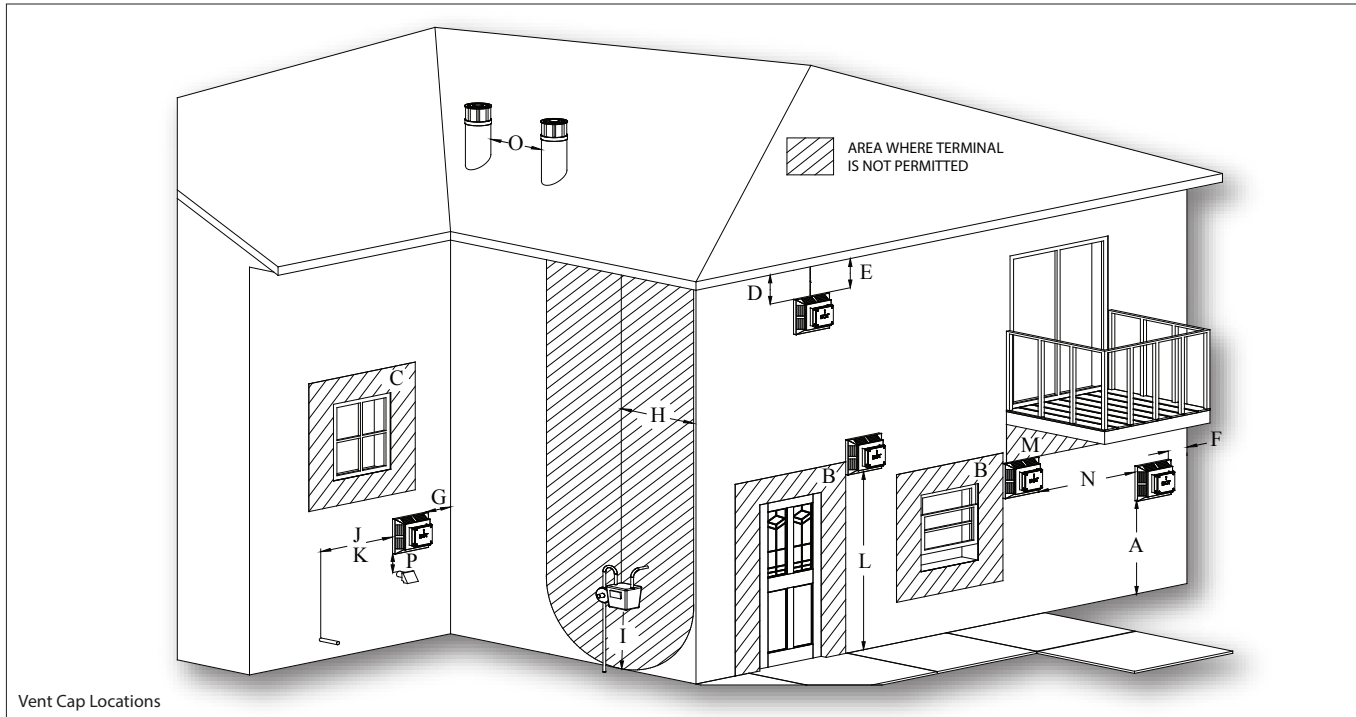 O
AREA WHERE TERMINAL
IS NOT PERMITTED
D
E
C
H
G
B
B
M
F
N
J
K
P
L
A
I
Vent Cap Locations